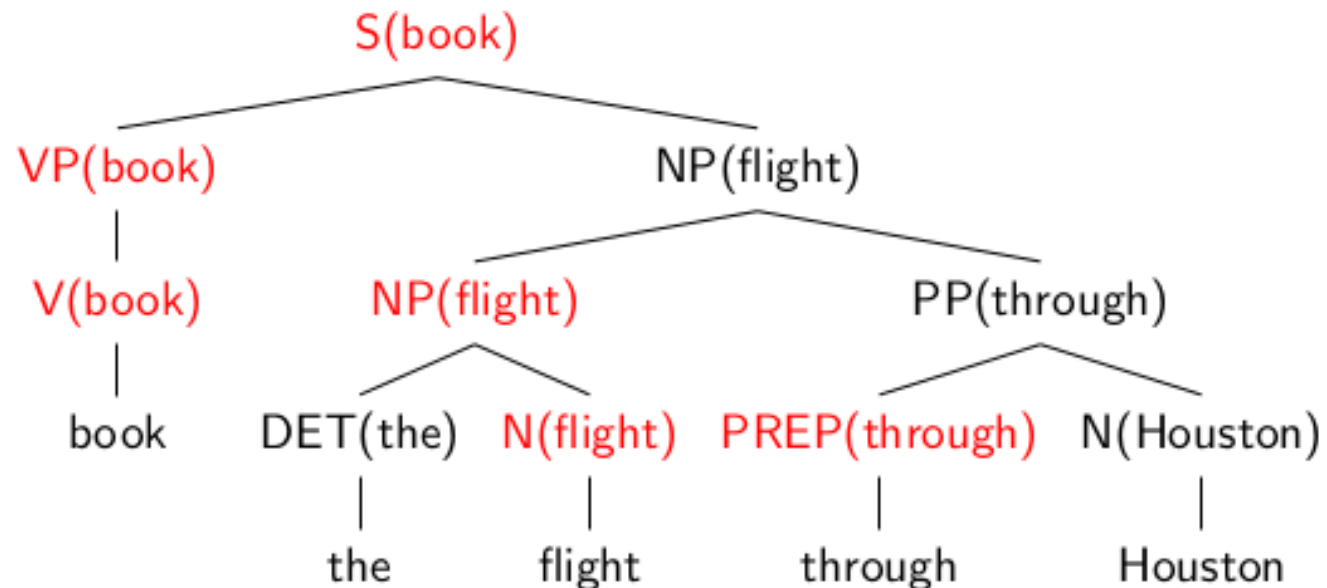 S(book)
VP(book) NP(flight)
V(book) NP(flight) PP(through)
book DET(the) N(flight) PREP(through) N(Houston)
the flight through Houston